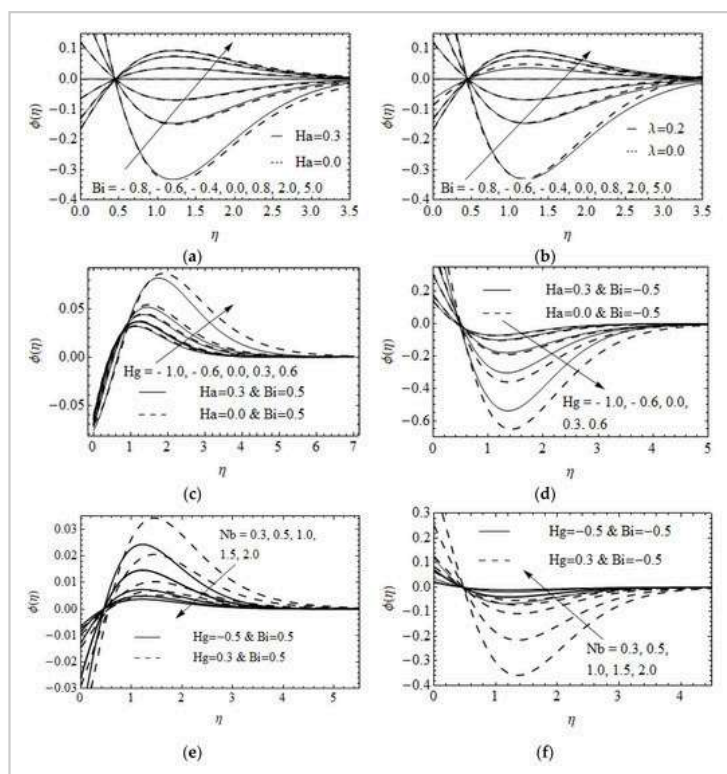 0.1
0.0
−0.1
−0.2
−0.3
−0.4
ϕ(η)
Ha=0.3
Ha=0.0
Bi = - 0.8, - 0.6, - 0.4, 0.0, 0.8, 2.0, 5.0
0.0 0.5 1.0 1.5 2.0 2.5 3.0 3.5
η
(a)
0.1
0.0
−0.1
−0.2
−0.3
−0.4
ϕ(η)
λ=0.2
λ=0.0
Bi = - 0.8, - 0.6, - 0.4, 0.0, 0.8, 2.0, 5.0
0.0 0.5 1.0 1.5 2.0 2.5 3.0 3.5
η
(b)
0.05
0.00
−0.05
ϕ(η)
Hg = - 1.0, - 0.6, 0.0, 0.3, 0.6
Ha=0.3 & Bi=0.5
Ha=0.0 & Bi=0.5
0 1 2 3 4 5 6 7
η
(c)
0.2
0.0
−0.2
−0.4
−0.6
ϕ(η)
Ha=0.3 & Bi=−0.5
Ha=0.0 & Bi=−0.5
Hg = - 1.0, - 0.6, 0.0,
0.3. 0.6
0 1 2 3 4 5
η
(d)
0.03
0.02
0.01
0.00
−0.01
−0.02
−0.03
ϕ(η)
Nb = 0.3, 0.5, 1.0,
1.5, 2.0
Hg=−0.5 & Bi=0.5
Hg=0.3 & Bi=0.5
0 1 2 3 4 5
η
(e)
0.3
0.2
0.1
0.0
−0.1
−0.2
−0.3
−0.4
ϕ(η)
Hg=−0.5 & Bi=−0.5
Hg=0.3 & Bi=−0.5
Nb = 0.3, 0.5,
1.0, 1.5, 2.0
0 1 2 3 4
η
(f)